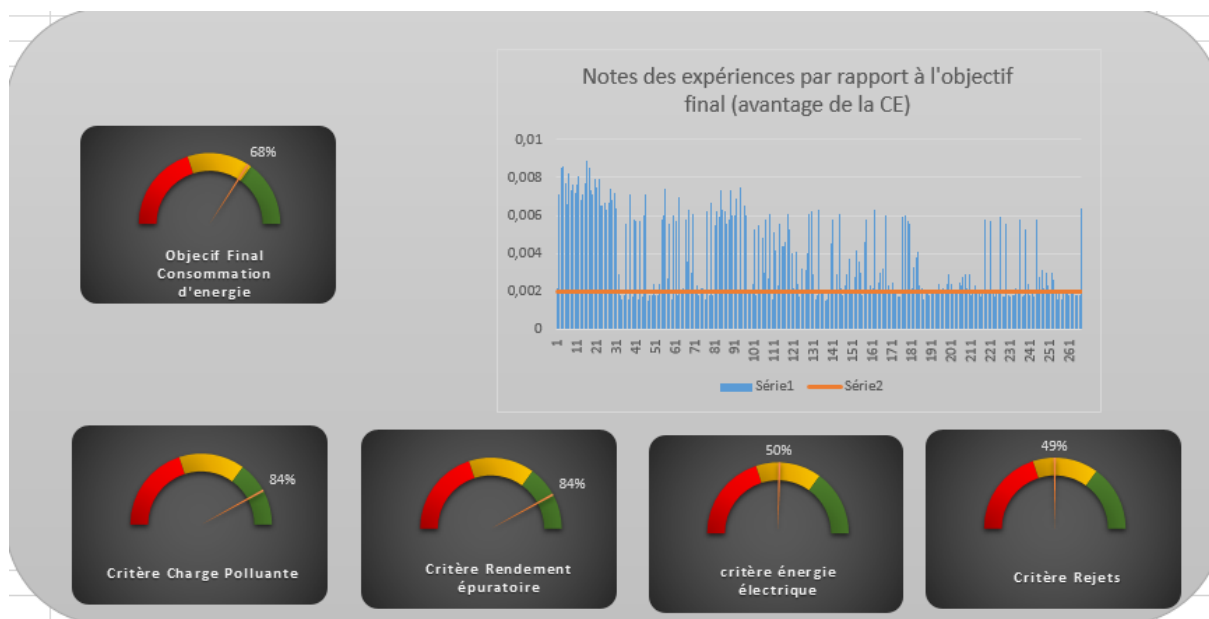 Notes des expériences par rapport à l'objectif
final (avantage de la CE)
0,01
0,008
0,006
0,004
0,002
0
1 11 21 31 41 51 61 71 81 91 101 111 121 131 141 151 161 171 181 191 201 211 221 231 241 251 261
Série1 Série2
68%
Objecif Final
Consommation
d'energie
84%
Critère Charge Polluante
84%
Critère Rendement
épuratoire
50%
critère énergie
électrique
49%
Critère Rejets